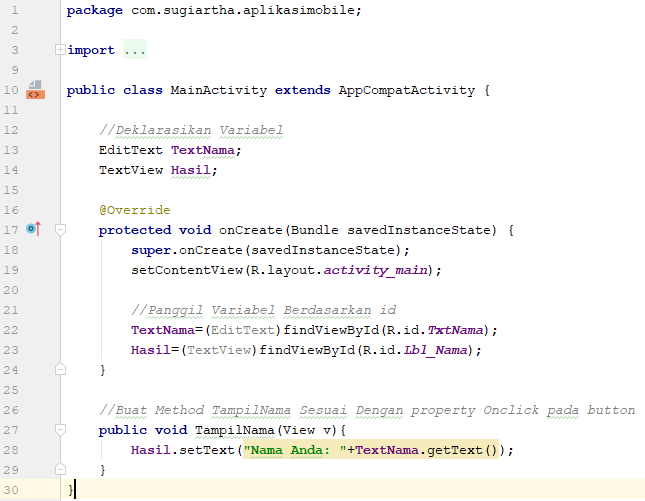 1 package com.sugiartha.aplikasimobile;
2
3 import ...
9
10 public class MainActivity extends AppCompatActivity {
11
12 //Deklarasikan Variabel
13 EditText TextNama;
14 TextView Hasil;
15
16 @Override
17 protected void onCreate(Bundle savedInstanceState) {
18 super.onCreate(savedInstanceState);
19 setContentView(R.layout.activity_main);
20
21 //Panggil Variabel Berdasarkan id
22 TextNama=(EditText)findViewById(R.id.TxtNama);
23 Hasil=(TextView)findViewById(R.id.Lbl_Nama);
24 }
25
26 //Buat Method TampilNama Sesuai Dengan property Onclick pada button
27 public void TampilNama(View v){
28 Hasil.setText("Nama Anda: "+TextNama.getText());
29 }
30 }